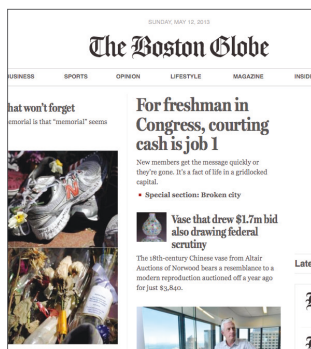 SUNDAY, MAY 12, 2013
The Boston Globe
BUSINESS SPORTS OPINION LIFESTYLE MAGAZINE INSID
hat won't forget
emorial is that "memorial" seems
For freshman in
Congress, courting
cash is job 1
New members get the message quickly or
they're gone. It's a fact of life in a gridlocked
capital.
• Special section: Broken city
Vase that drew $1.7m bid
also drawing federal
scrutiny
The 18th-century Chinese vase from Altair
Auctions of Norwood bears a resemblance to a
modern reproduction auctioned off a year ago
for just $3,840.
Late